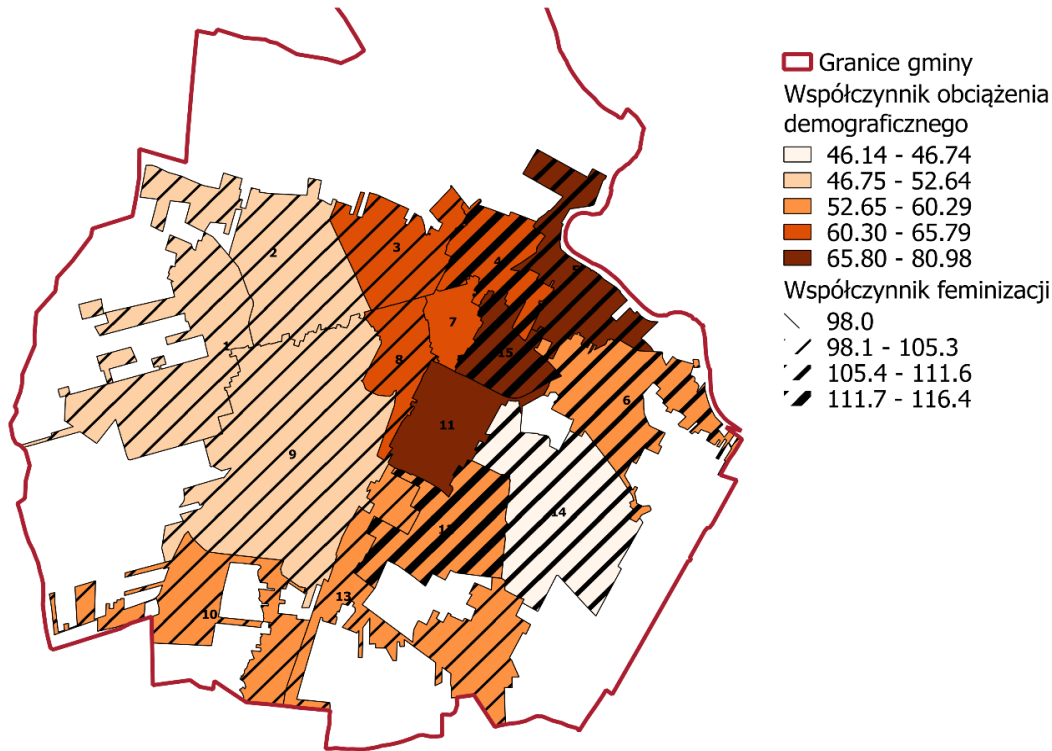 Granice gminy
Współczynnik obciążenia
demograficznego
46.14 - 46.74
46.75 - 52.64
52.65 - 60.29
60.30 - 65.79
65.80 - 80.98
Współczynnik feminizacji
98.0
98.1 - 105.3
105.4 - 111.6
111.7 - 116.4
2
3
4
1
7
15
8
6
11
9
14
13
10